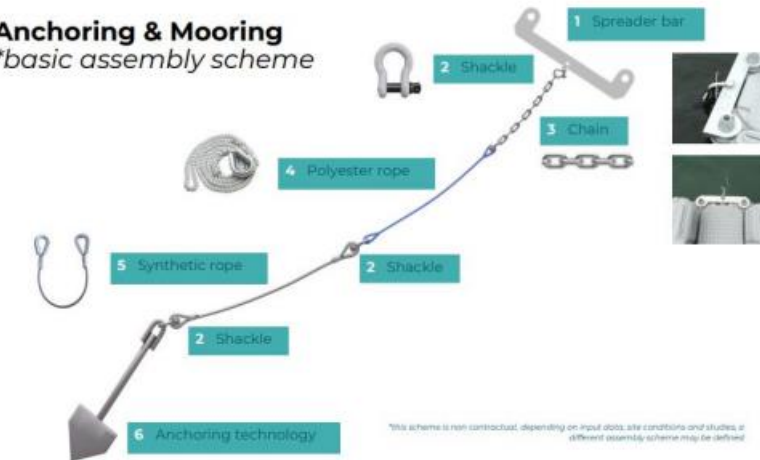 Anchoring & Mooring
*basic assembly scheme
1 Spreader bar
2 Shackle
3 Chain
4 Polyester rope
5 Synthetic rope
2 Shackle
2 Shackle
6 Anchoring technology
*this scheme is non contractual, depending on input data, site conditions and studies, a
different assembly scheme may be defined